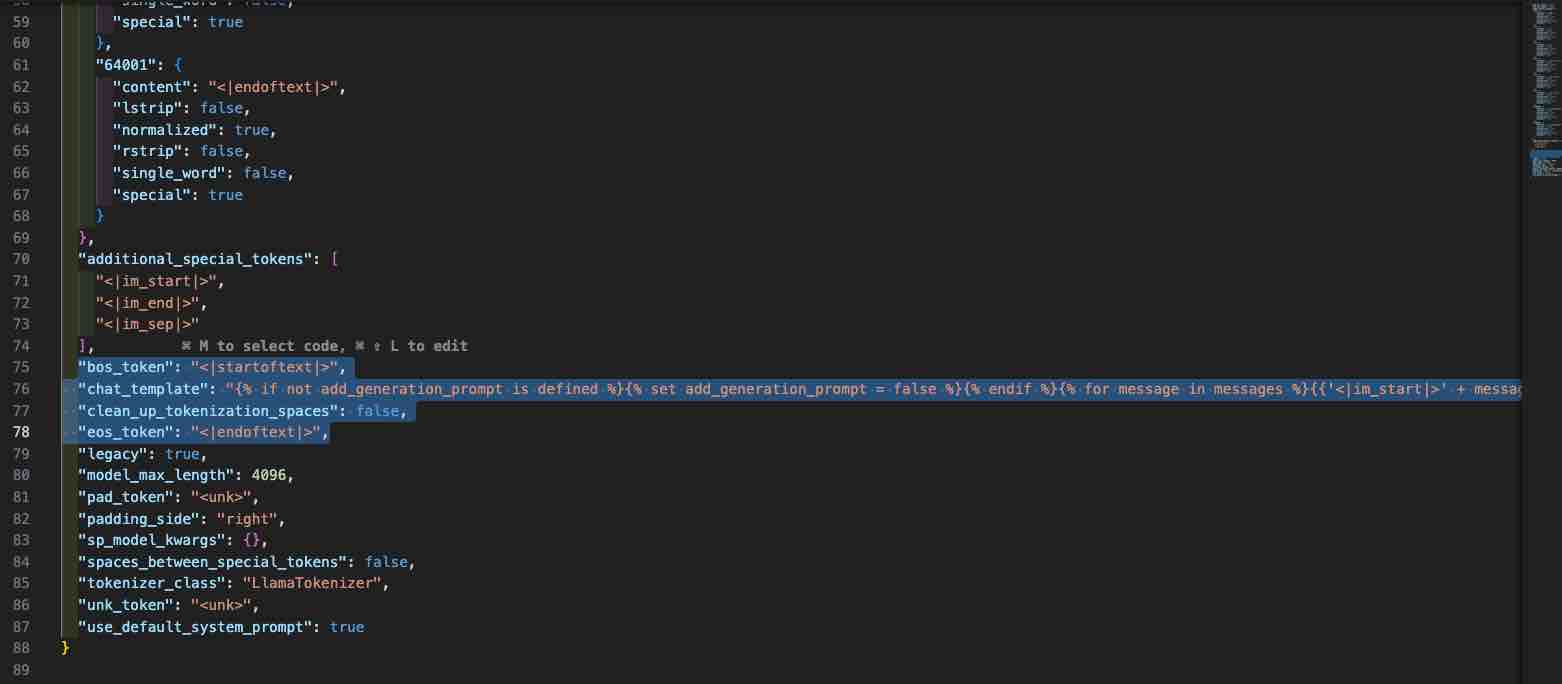 59 "special": true
60 },
61 "64001": {
62 "content": "<|endoftext|>",
63 "lstrip": false,
64 "normalized": true,
65 "rstrip": false,
66 "single_word": false,
67 "special": true
68 }
69 },
70 "additional_special_tokens": [
71 "<|im_start|>",
72 "<|im_end|>",
73 "<|im_sep|>"
74 ], ⌘ M to select code, ⌘ ⇧ L to edit
75 "bos_token": "<|startoftext|>",
76 "chat_template": "{% if not add_generation_prompt is defined %}{% set add_generation_prompt = false %}{% endif %}{% for message in messages %}{{'<|im_start|>' + messag
77 "clean_up_tokenization_spaces": false,
78 "eos_token": "<|endoftext|>",
79 "legacy": true,
80 "model_max_length": 4096,
81 "pad_token": "<unk>",
82 "padding_side": "right",
83 "sp_model_kwargs": {},
84 "spaces_between_special_tokens": false,
85 "tokenizer_class": "LlamaTokenizer",
86 "unk_token": "<unk>",
87 "use_default_system_prompt": true
88 }
89